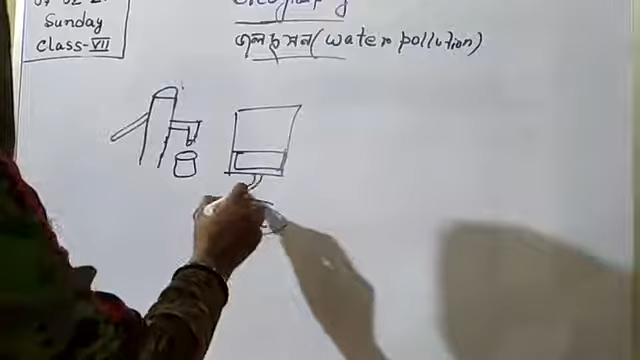 Sunday
Class-VII
জলদূষণ (water pollution)